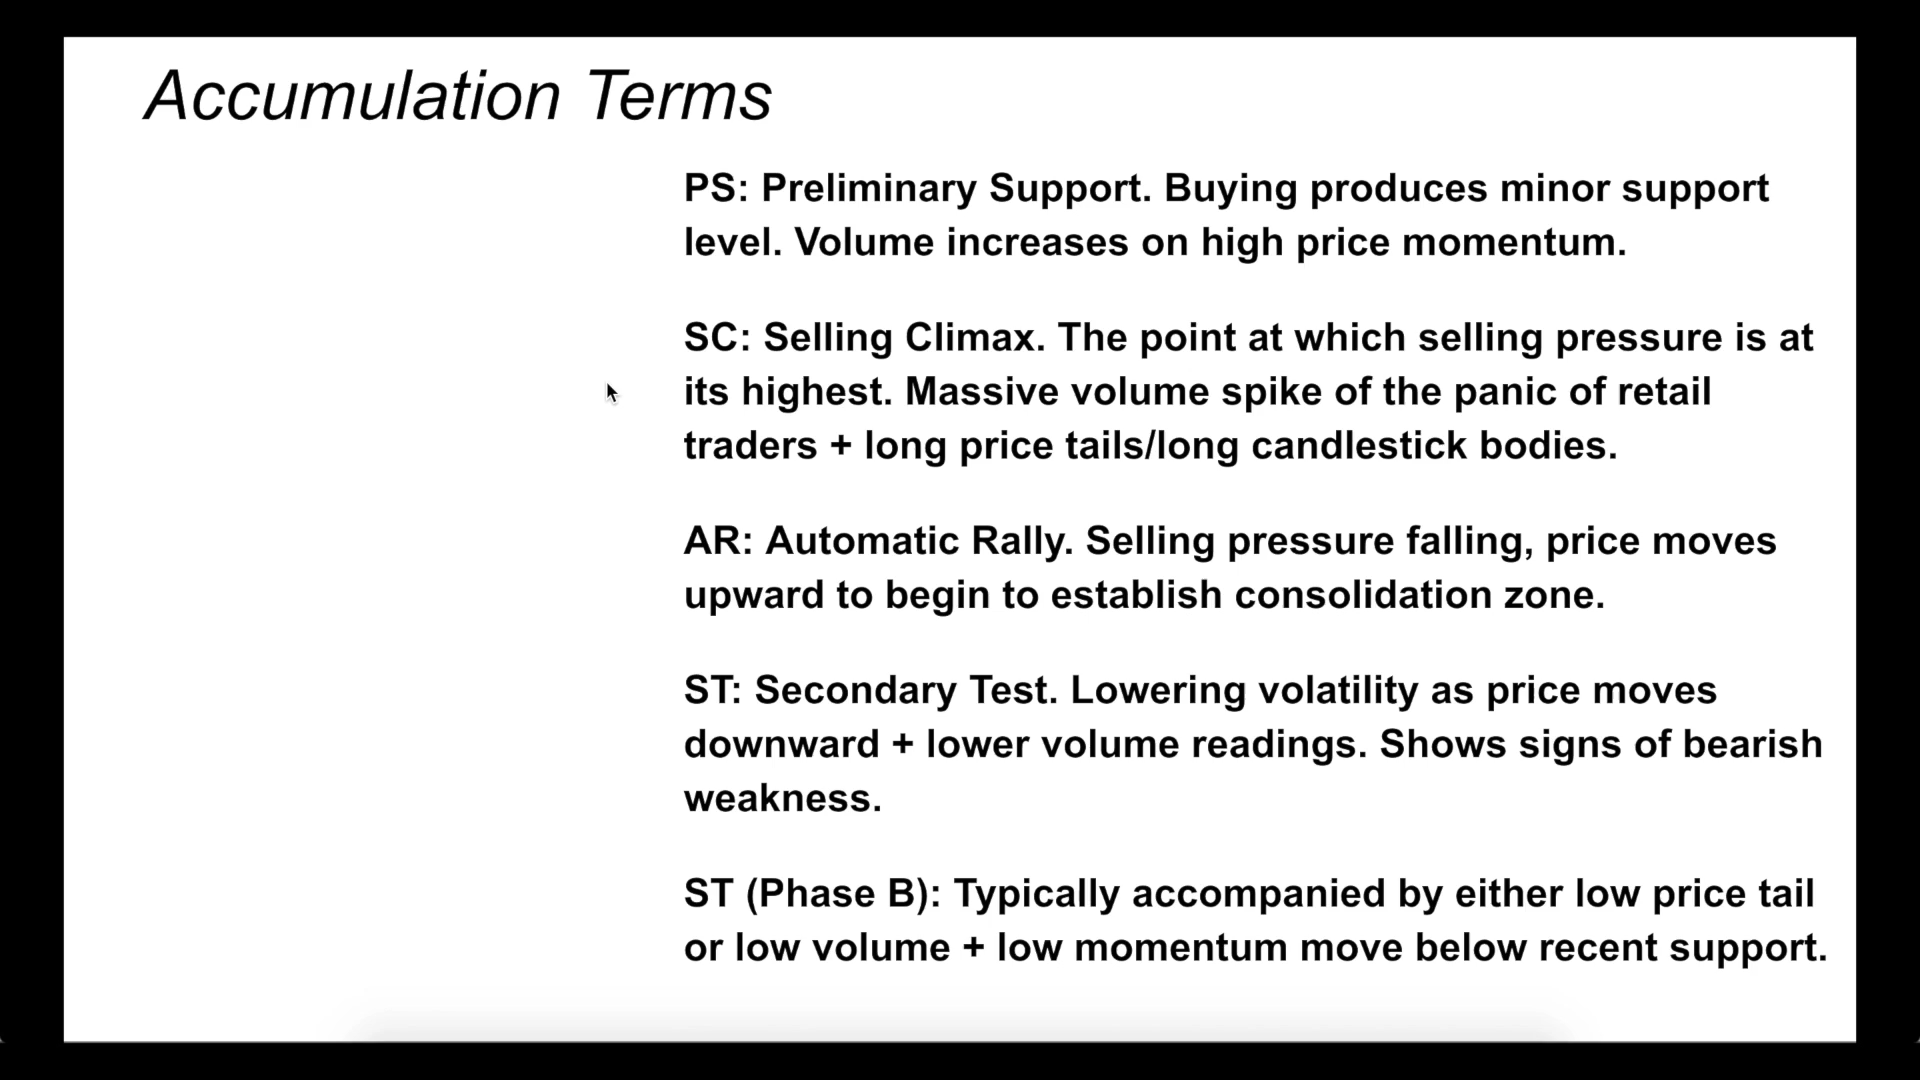 Accumulation Terms
PS: Preliminary Support. Buying produces minor support
level. Volume increases on high price momentum.
SC: Selling Climax. The point at which selling pressure is at
its highest. Massive volume spike of the panic of retail
traders + long price tails/long candlestick bodies.
AR: Automatic Rally. Selling pressure falling, price moves
upward to begin to establish consolidation zone.
ST: Secondary Test. Lowering volatility as price moves
downward + lower volume readings. Shows signs of bearish
weakness.
ST (Phase B): Typically accompanied by either low price tail
or low volume + low momentum move below recent support.